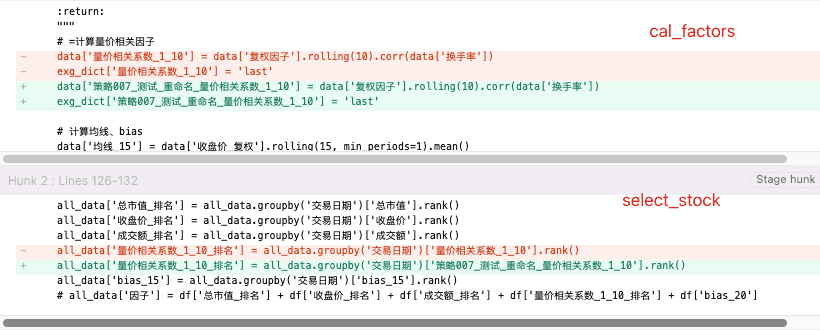 :return:
"""
# =计算量价相关因子
cal_factors
- data['量价相关系数_1_10'] = data['复权因子'].rolling(10).corr(data['换手率'])
- exg_dict['量价相关系数_1_10'] = 'last'
+ data['策略007_测试_重命名_量价相关系数_1_10'] = data['复权因子'].rolling(10).corr(data['换手率'])
+ exg_dict['策略007_测试_重命名_量价相关系数_1_10'] = 'last'
# 计算均线、bias
data['均线_15'] = data['收盘价_复权'].rolling(15, min_periods=1).mean()
Hunk 2 : Lines 126-132
Stage hunk
all_data['总市值_排名'] = all_data.groupby('交易日期')['总市值'].rank()
select_stock
all_data['收盘价_排名'] = all_data.groupby('交易日期')['收盘价'].rank()
all_data['成交额_排名'] = all_data.groupby('交易日期')['成交额'].rank()
- all_data['量价相关系数_1_10_排名'] = all_data.groupby('交易日期')['量价相关系数_1_10'].rank()
+ all_data['量价相关系数_1_10_排名'] = all_data.groupby('交易日期')['策略007_测试_重命名_量价相关系数_1_10'].rank()
all_data['bias_15'] = all_data.groupby('交易日期')['bias_15'].rank()
# all_data['因子'] = df['总市值_排名'] + df['收盘价_排名'] + df['成交额_排名'] + df['量价相关系数_1_10_排名'] + df['bias_20']